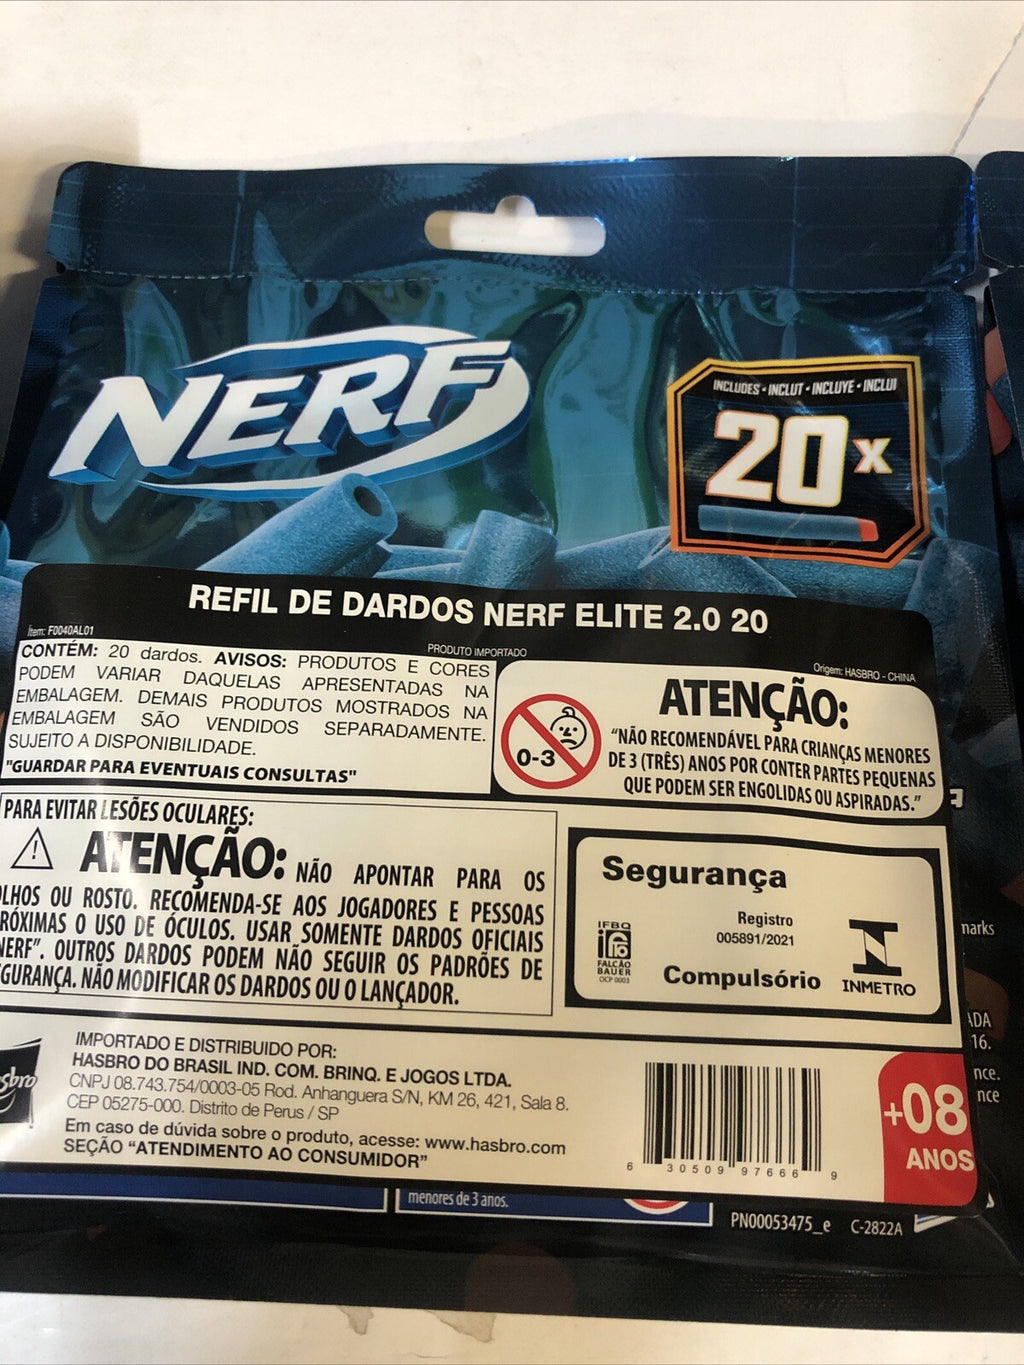 NERF
INCLUDES • INCLUT • INCLUYE • INCLUI
20x
REFIL DE DARDOS NERF ELITE 2.0 20
Ítem: F0040AL01
PRODUTO IMPORTADO
Origem: HASBRO - CHINA
CONTÉM: 20 dardos. AVISOS: PRODUTOS E CORES
PODEM VARIAR DAQUELAS APRESENTADAS NA
EMBALAGEM. DEMAIS PRODUTOS MOSTRADOS NA
EMBALAGEM SÃO VENDIDOS SEPARADAMENTE.
SUJEITO A DISPONIBILIDADE.
"GUARDAR PARA EVENTUAIS CONSULTAS"
0-3
ATENÇÃO:
“NÃO RECOMENDÁVEL PARA CRIANÇAS MENORES
DE 3 (TRÊS) ANOS POR CONTER PARTES PEQUENAS
QUE PODEM SER ENGOLIDAS OU ASPIRADAS.”
PARA EVITAR LESÕES OCULARES:
ATENÇÃO: NÃO APONTAR PARA OS
OLHOS OU ROSTO. RECOMENDA-SE AOS JOGADORES E PESSOAS
RÓXIMAS O USO DE ÓCULOS. USAR SOMENTE DARDOS OFICIAIS
NERF”. OUTROS DARDOS PODEM NÃO SEGUIR OS PADRÕES DE
GURANÇA. NÃO MODIFICAR OS DARDOS OU O LANÇADOR.
Segurança
Registro
005891/2021
Compulsório
IFBQ
FALCÃO
BAUER
OCP 0003
INMETRO
marks
ADA
16.
nce.
nce
IMPORTADO E DISTRIBUIDO POR:
HASBRO DO BRASIL IND. COM. BRINQ. E JOGOS LTDA.
CNPJ 08.743.754/0003-05 Rod. Anhanguera S/N, KM 26, 421, Sala 8.
CEP 05275-000. Distrito de Perus / SP
Em caso de dúvida sobre o produto, acesse: www.hasbro.com
SEÇÃO “ATENDIMENTO AO CONSUMIDOR”
sbro
6 30509 97666 9
+08
ANOS
menores de 3 anos.
PN00053475_e C-2822A